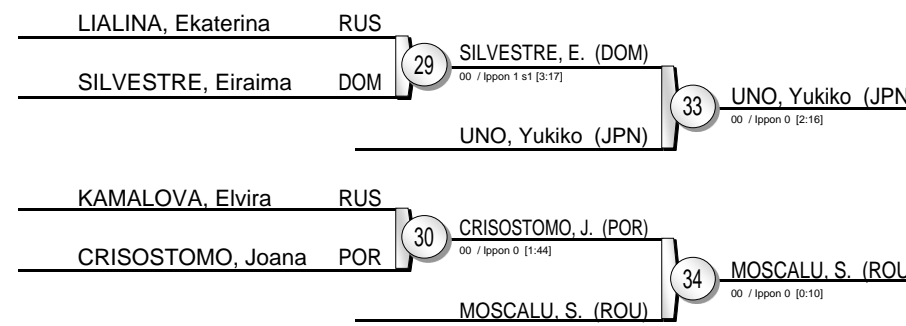 LIALINA, Ekaterina RUS
SILVESTRE, Eiraima DOM
29
SILVESTRE, E. (DOM)
00 / Ippon 1 s1 [3:17]
UNO, Yukiko (JPN)
33
UNO, Yukiko (JPN
00 / Ippon 0 [2:16]
KAMALOVA, Elvira RUS
CRISOSTOMO, Joana POR
30
CRISOSTOMO, J. (POR)
00 / Ippon 0 [1:44]
MOSCALU, S. (ROU)
34
MOSCALU, S. (ROU
00 / Ippon 0 [0:10]